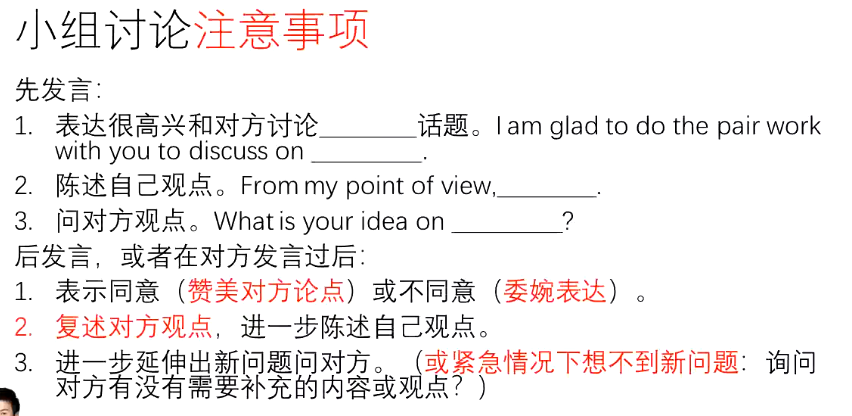 小组讨论注意事项
先发言：
1. 表达很高兴和对方讨论________话题。I am glad to do the pair work
with you to discuss on _________.
2. 陈述自己观点。From my point of view,________.
3. 问对方观点。What is your idea on _________?
后发言，或者在对方发言过后：
1. 表示同意（赞美对方论点）或不同意（委婉表达）。
2. 复述对方观点，进一步陈述自己观点。
3. 进一步延伸出新问题问对方。（或紧急情况下想不到新问题：询问
对方有没有需要补充的内容或观点？）